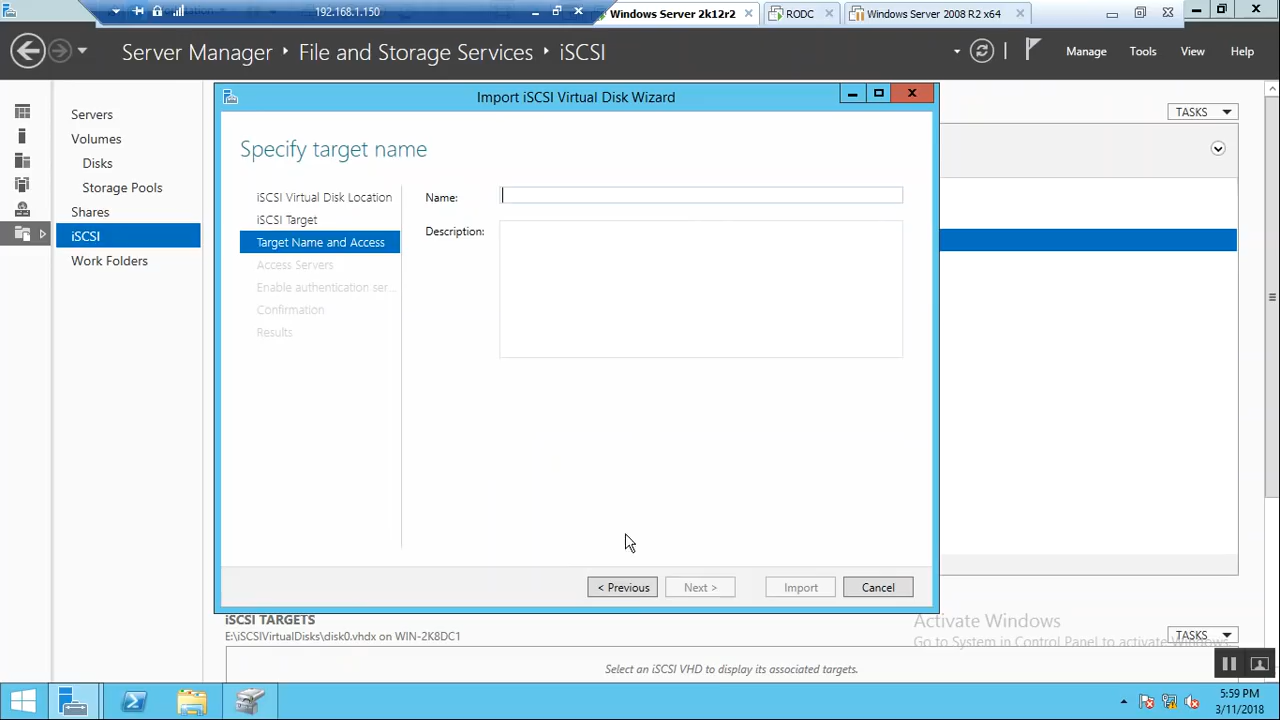 192.168.1.150
Windows Server 2k12r2
RODC
Windows Server 2008 R2 x64
Server Manager
File and Storage Services
iSCSI
Manage
Tools
View
Help
Servers
Volumes
Disks
Storage Pools
Shares
iSCSI
Work Folders
TASKS
Import iSCSI Virtual Disk Wizard
Specify target name
iSCSI Virtual Disk Location
iSCSI Target
Target Name and Access
Access Servers
Enable authentication ser...
Confirmation
Results
Name:
Description:
< Previous
Next >
Import
Cancel
iSCSI TARGETS
E:\iSCSIVirtualDisks\disk0.vhdx on WIN-2K8DC1
TASKS
Select an iSCSI VHD to display its associated targets.
Activate Windows
Go to System in Control Panel to activate Windows.
5:59 PM
3/11/2018